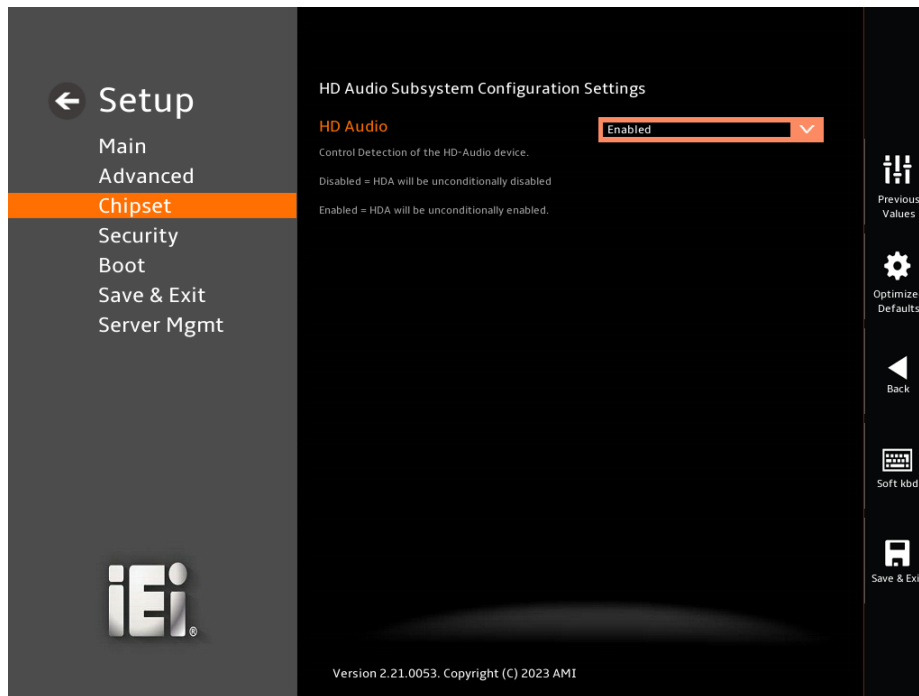 Setup
Main
Advanced
Chipset
Security
Boot
Save & Exit
Server Mgmt
iEi®
HD Audio Subsystem Configuration Settings
HD Audio
Enabled
Control Detection of the HD-Audio device.
Disabled = HDA will be unconditionally disabled
Enabled = HDA will be unconditionally enabled.
Version 2.21.0053. Copyright (C) 2023 AMI
Previous
Values
Optimize
Defaults
Back
Soft kbd
Save & Exi